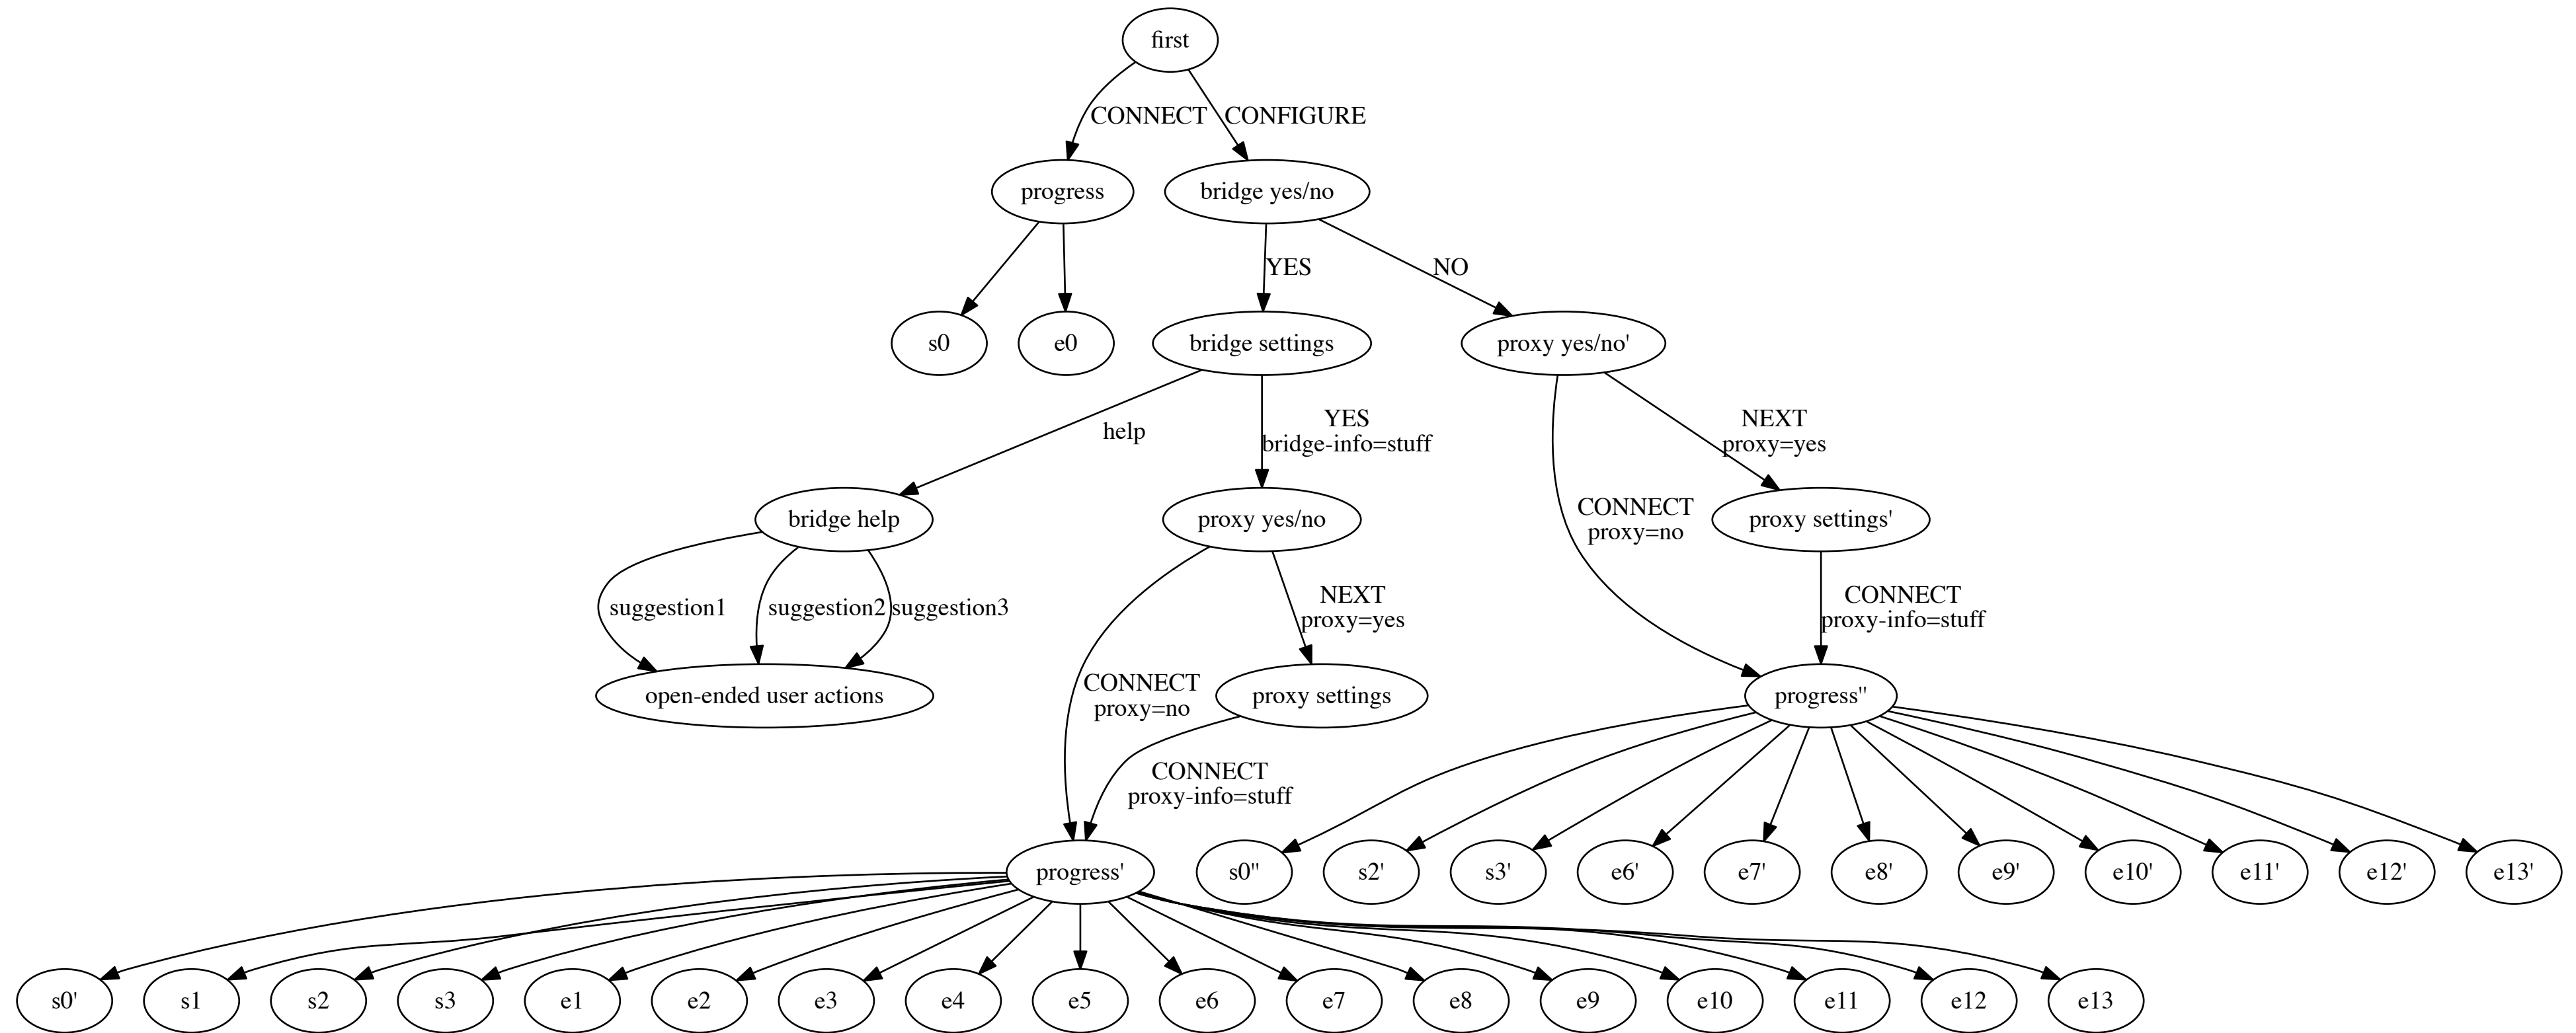 first
CONNECT
CONFIGURE
progress
bridge yes/no
YES
NO
s0
e0
bridge settings
proxy yes/no'
help
YES
bridge-info=stuff
NEXT
proxy=yes
bridge help
proxy yes/no
CONNECT
proxy=no
proxy settings'
suggestion1
suggestion2
suggestion3
NEXT
proxy=yes
CONNECT
proxy-info=stuff
open-ended user actions
CONNECT
proxy=no
proxy settings
progress''
CONNECT
proxy-info=stuff
progress'
s0''
s2'
s3'
e6'
e7'
e8'
e9'
e10'
e11'
e12'
e13'
s0'
s1
s2
s3
e1
e2
e3
e4
e5
e6
e7
e8
e9
e10
e11
e12
e13